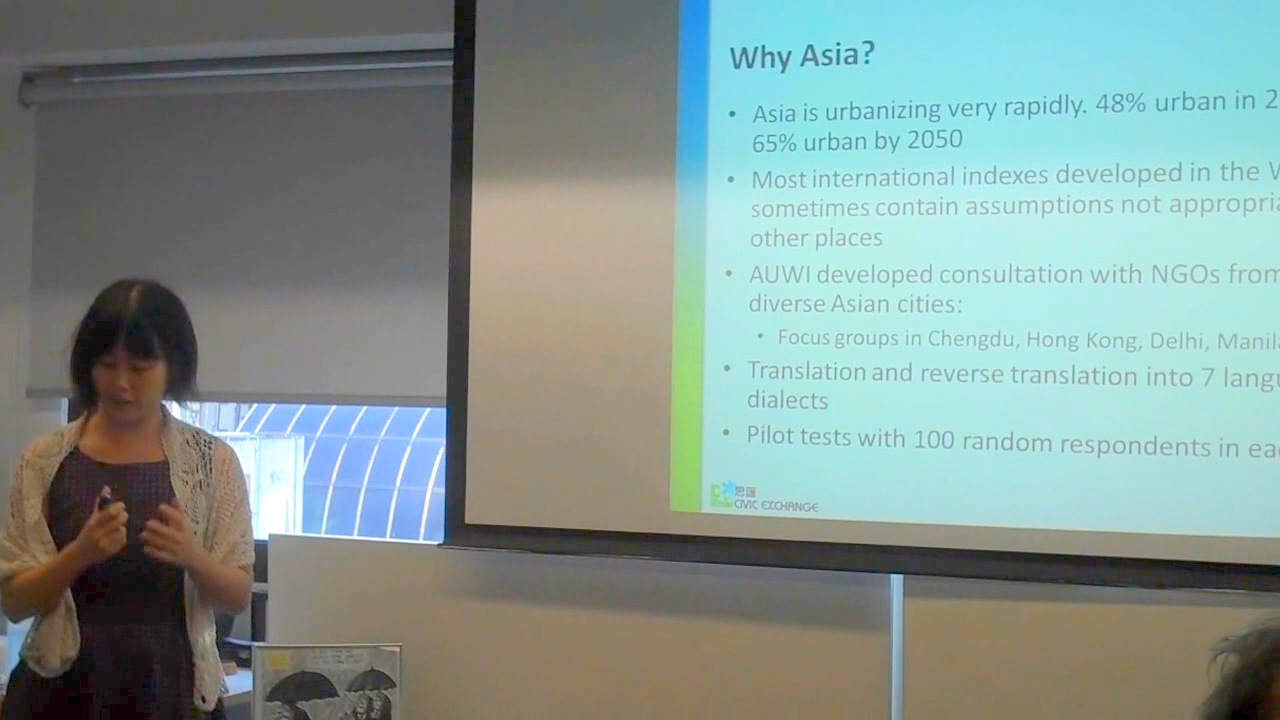 Why Asia?
• Asia is urbanizing very rapidly. 48% urban in 2
65% urban by 2050
• Most international indexes developed in the W
sometimes contain assumptions not appropria
other places
• AUWI developed consultation with NGOs from
diverse Asian cities:
• Focus groups in Chengdu, Hong Kong, Delhi, Manila
• Translation and reverse translation into 7 langu
dialects
• Pilot tests with 100 random respondents in ea
思匯
CIVIC EXCHANGE